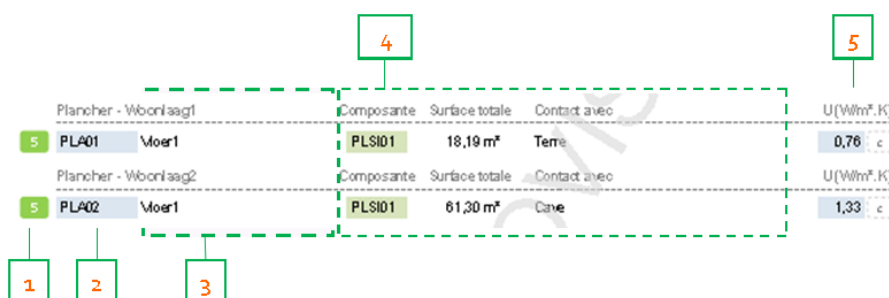 4 5
Plancher - Woonlaag1 Composante Surface totale Contact avec U(W/m².K)
5 PLA01 Vloer1 PLSI01 18,19 m² Terre 0,76 c
Plancher - Woonlaag2 Composante Surface totale Contact avec U(W/m².K)
5 PLA02 Vloer1 PLSI01 61,30 m² Cave 1,33 c
1 2 3